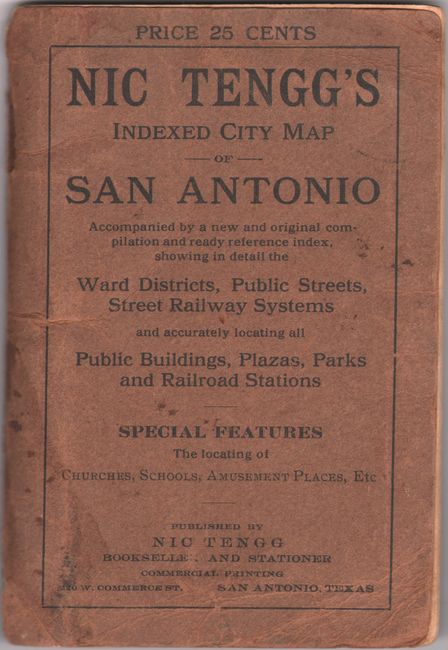 PRICE 25 CENTS
NIC TENGG'S
INDEXED CITY MAP
OF
SAN ANTONIO
Accompanied by a new and original com-
pilation and ready reference index,
showing in detail the
Ward Districts, Public Streets,
Street Railway Systems
and accurately locating all
Public Buildings, Plazas, Parks
and Railroad Stations
SPECIAL FEATURES
The locating of
CHURCHES, SCHOOLS, AMUSEMENT PLACES, ETC
PUBLISHED BY
NIC TENGG
AND STATIONER
COMMERCIAL PRINTING
W. COMMERCE ST. SAN ANTONIO, TEXAS